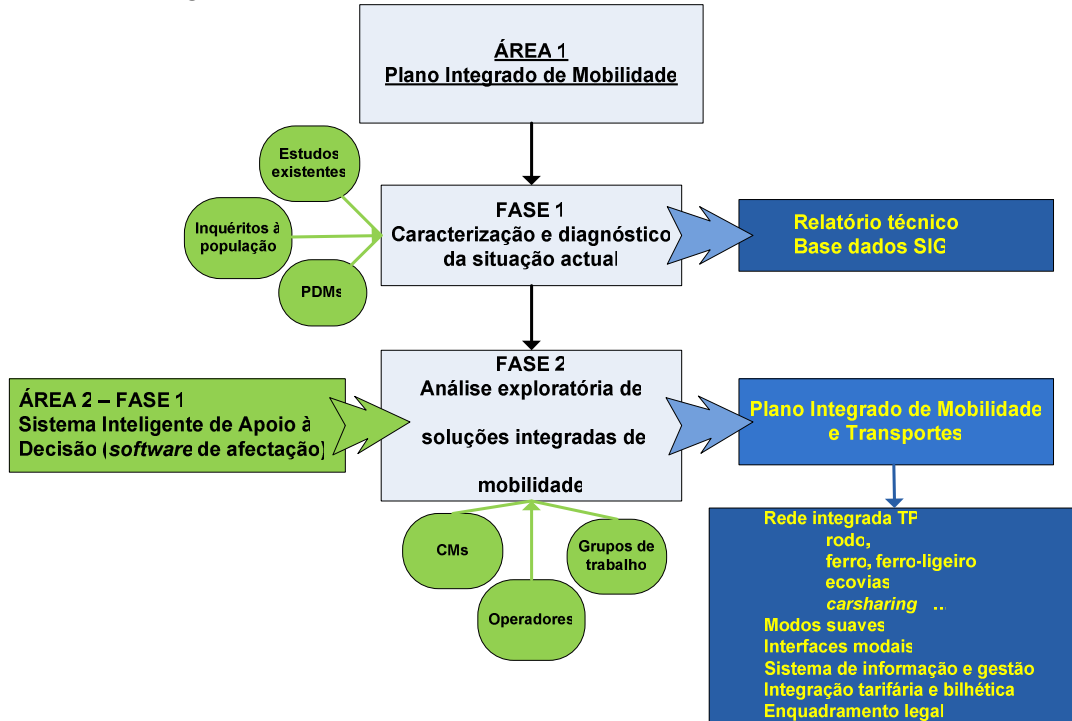 ÁREA 1
Plano Integrado de Mobilidade
Estudos
existentes
Inquéritos à
população
PDMs
FASE 1
Caracterização e diagnóstico
da situação actual
Relatório técnico
Base dados SIG
ÁREA 2 – FASE 1
Sistema Inteligente de Apoio à
Decisão (software de afectação)
FASE 2
Análise exploratória de
soluções integradas de
mobilidade
Plano Integrado de Mobilidade
e Transportes
CMs
Operadores
Grupos de
trabalho
Rede integrada TP
rodo,
ferro, ferro-ligeiro
ecovias
carsharing ...
Modos suaves
Interfaces modais
Sistema de informação e gestão
Integração tarifária e bilhética
Enquadramento legal